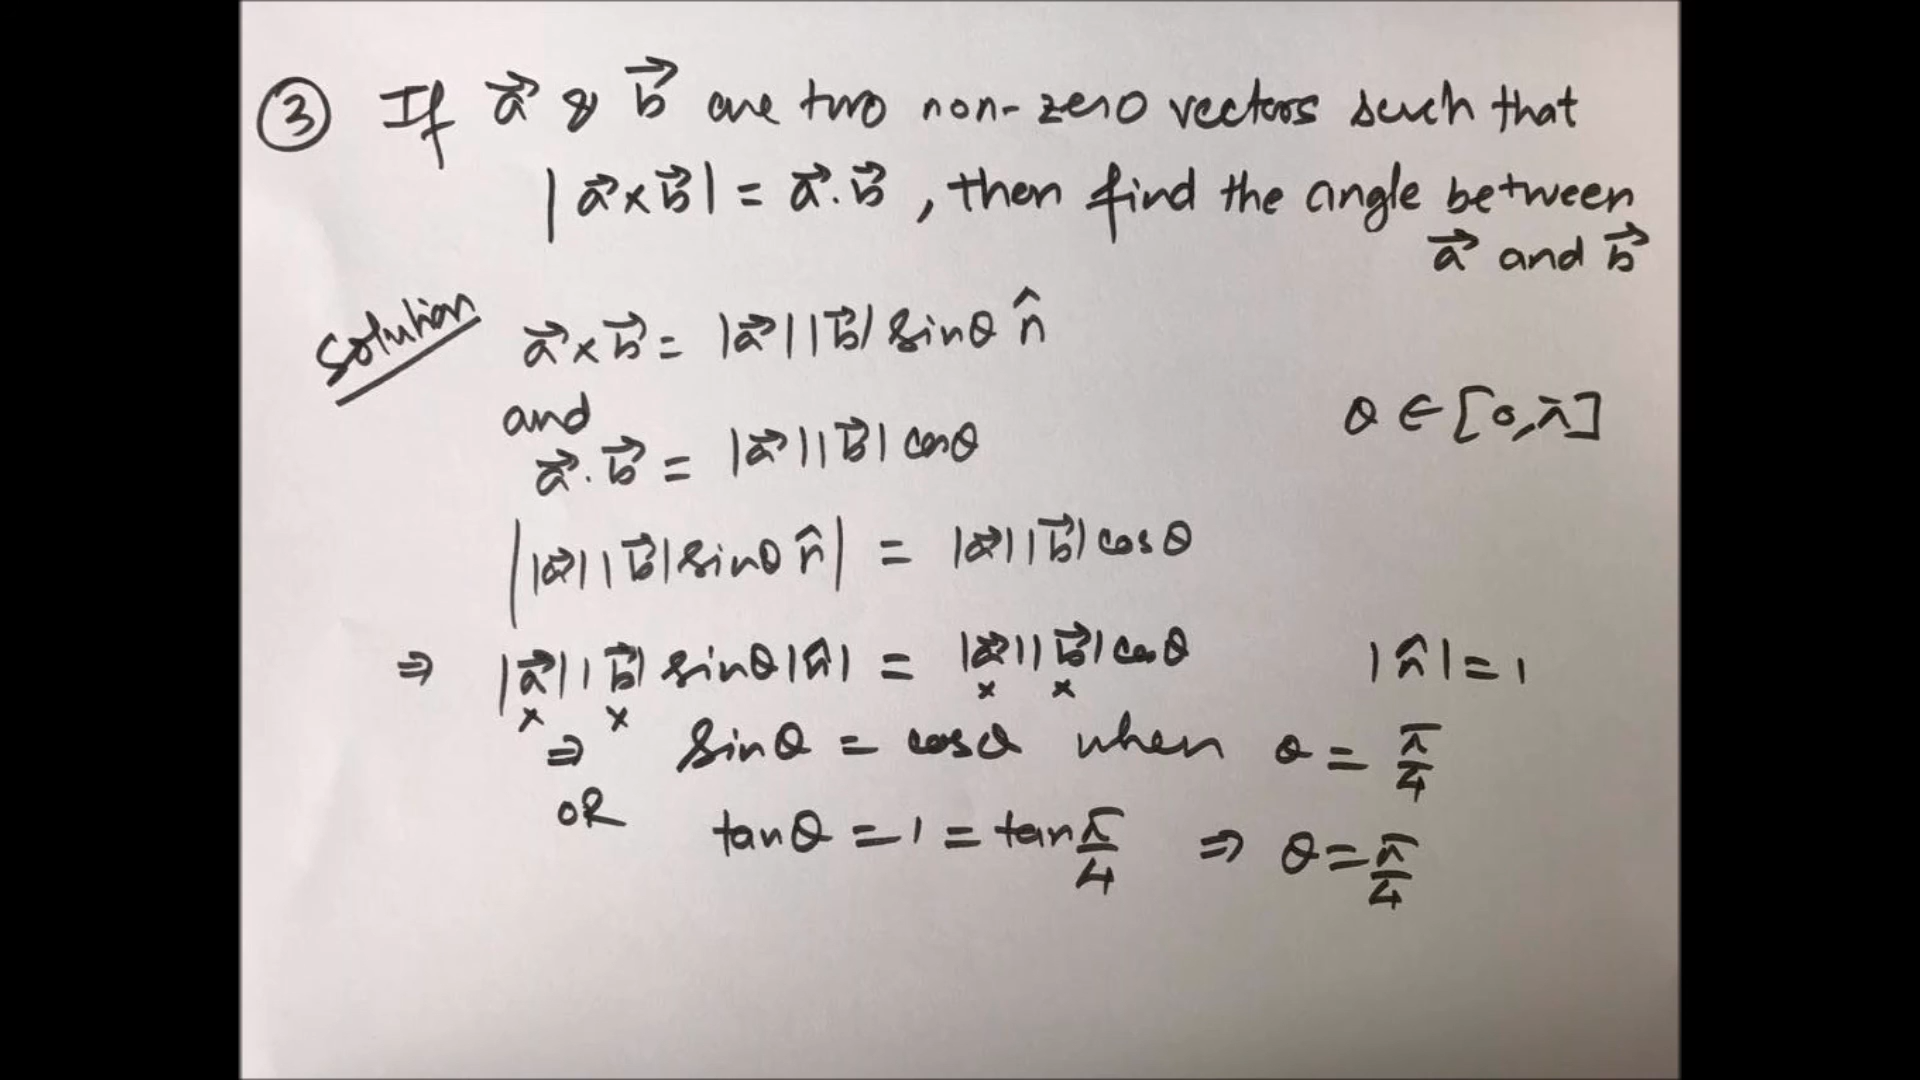 ③ If a⃗ & b⃗ are two non-zero vectors such that
|a⃗×b⃗| = a⃗.b⃗, then find the angle between
a⃗ and b⃗
Solution
a⃗×b⃗ = |a⃗||b⃗| sinθ n̂
and
θ ∈ [0,π]
a⃗.b⃗ = |a⃗||b⃗| cosθ
||a⃗||b⃗| sinθ n̂| = |a⃗||b⃗| cosθ
⇒ |a⃗||b⃗| sinθ|n̂| = |a⃗||b⃗| cosθ |n̂| = 1
x x x x
⇒ sinθ = cosθ when θ = π/4
OR tanθ = 1 = tan π/4 ⇒ θ = π/4